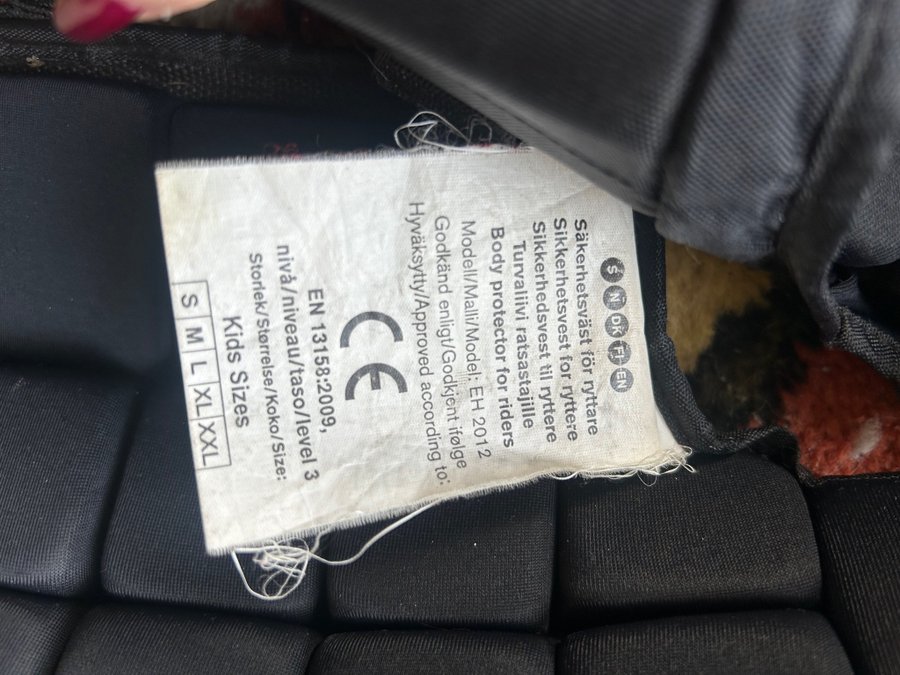 S N DK FI EN
Säkerhetsväst för ryttare
Sikkerhetsvest for ryttere
Sikkerhedsvest til ryttere
Turvaliivi ratsastajille
Body protector for riders
Modell/Mall/Model: EH 2012
Godkänd enligt/Godkjent ifølge
Hyväksytty/Approved according to:
CE
EN 13158:2009,
nivå/niveau/taso/level 3
Storlek/Størrelse/Koko/Size:
Kids Sizes
S M L XL XXL